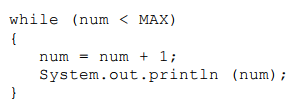 while (num < MAX)
{
   num = num + 1;
   System.out.println (num);
}